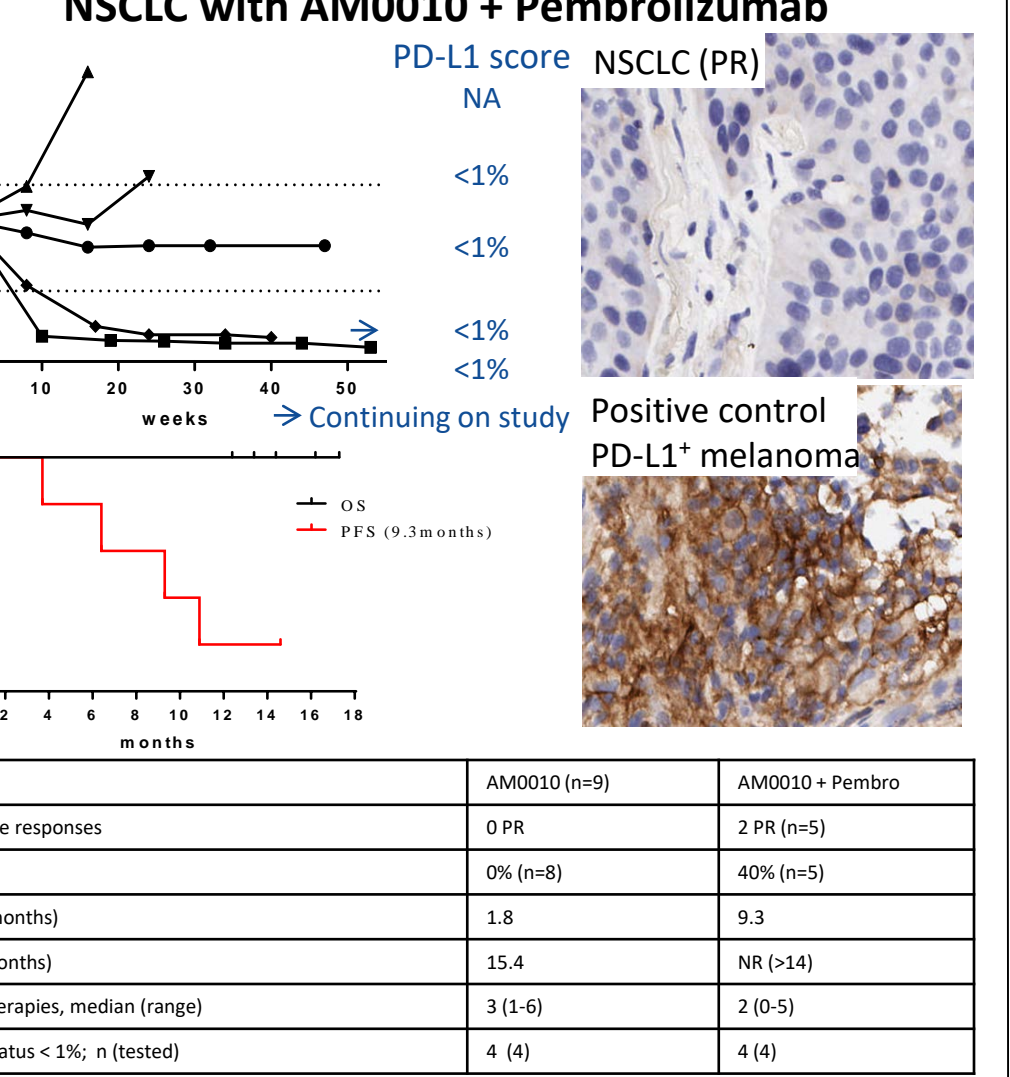 NSCLC with AM0010 + Pembrolizumab
PD-L1 score
NA
<1%
<1%
<1%
<1%
10 20 30 40 50
weeks
→ Continuing on study
NSCLC (PR)
Positive control
PD-L1⁺ melanoma
OS
PFS (9.3months)
2 4 6 8 10 12 14 16 18
months
AM0010 (n=9) AM0010 + Pembro
e responses 0 PR 2 PR (n=5)
0% (n=8) 40% (n=5)
onths) 1.8 9.3
onths) 15.4 NR (>14)
erapies, median (range) 3 (1-6) 2 (0-5)
atus < 1%; n (tested) 4 (4) 4 (4)